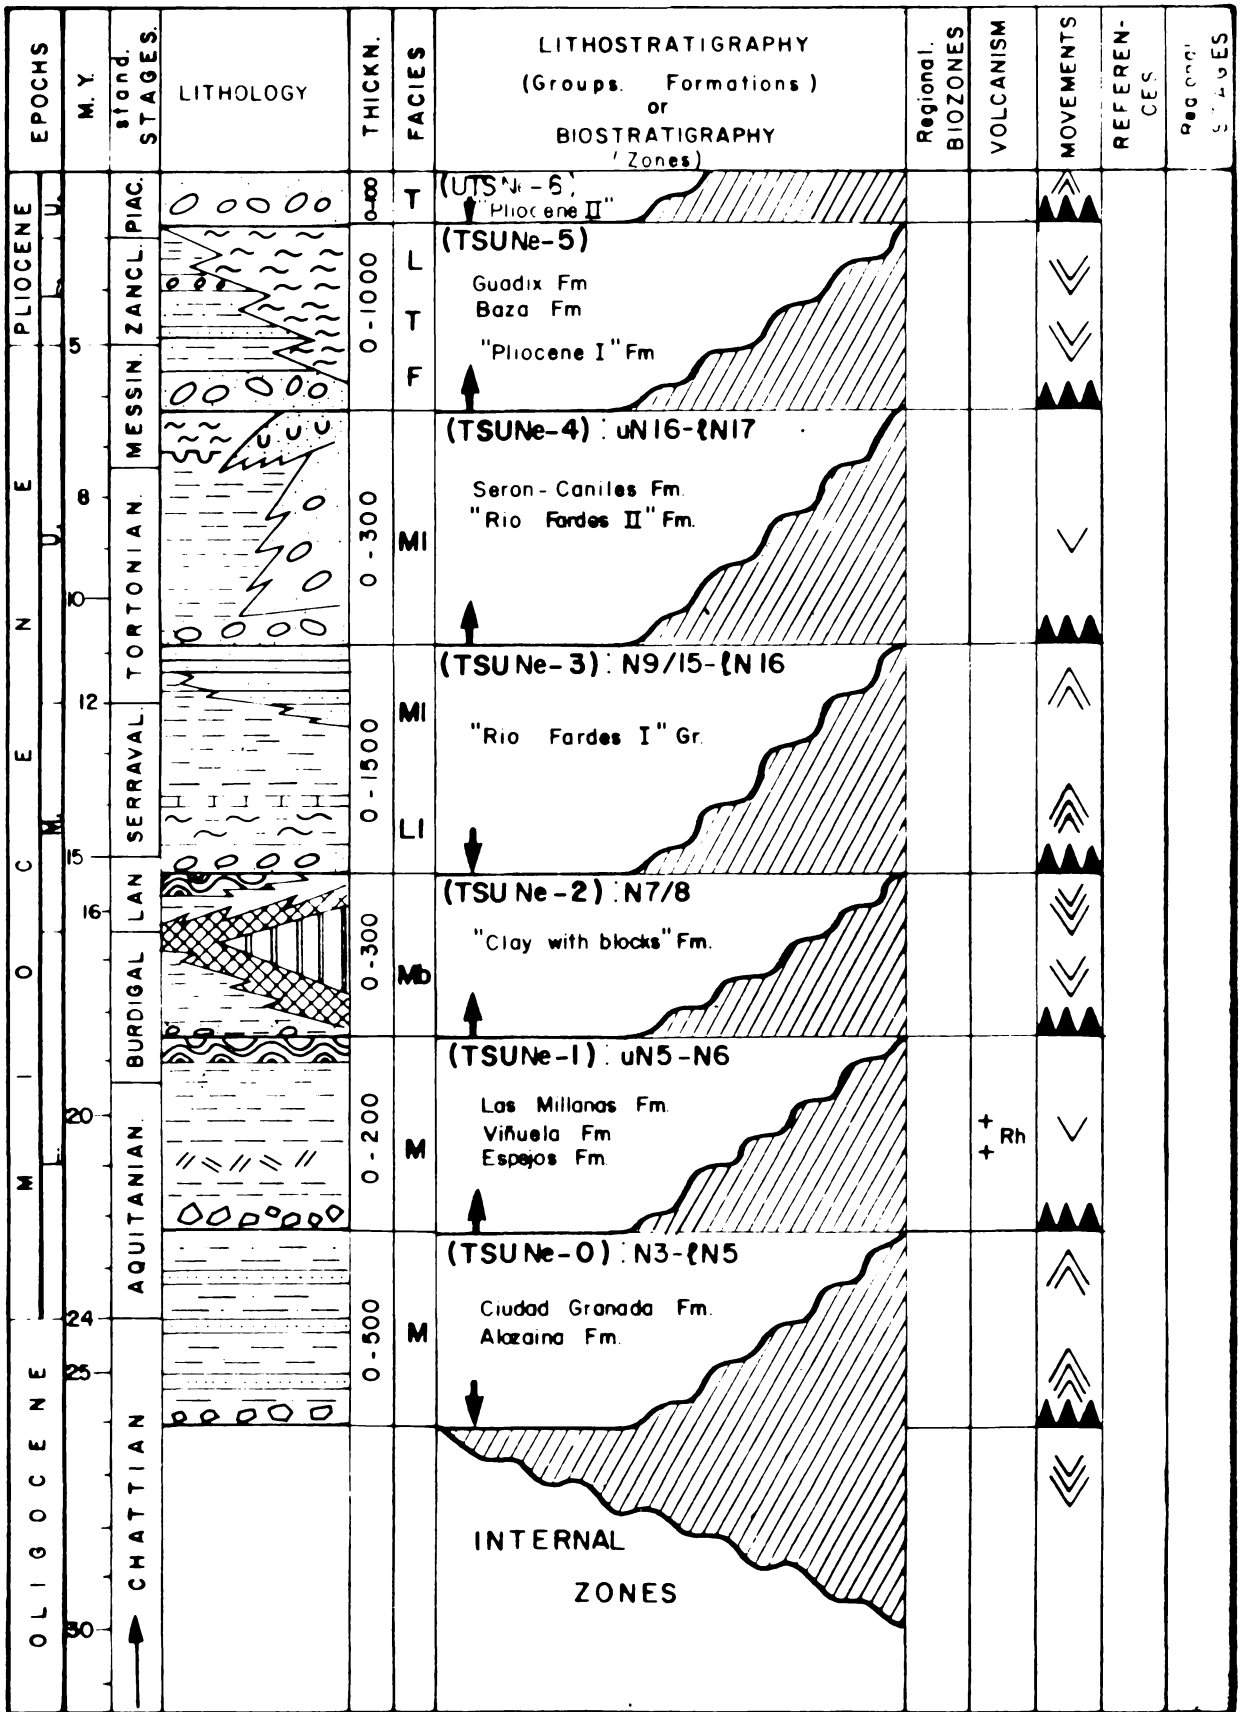 EPOCHS
M.Y.
stand. STAGES.
LITHOLOGY
THICKN.
FACIES
LITHOSTRATIGRAPHY
(Groups. Formations)
or
BIOSTRATIGRAPHY
(Zones)
Regional. BIOZONES
VOLCANISM
MOVEMENTS
REFEREN-
CES
Regional
STAGES
PLIOCENE
U.
MIOCENE
U.
M.
L
OLIGOCENE
5
8
10
12
15
16
20
24
25
30
PIAC.
ZANCL.
MESSIN.
TORTONIAN.
SERRAVAL.
LAN
BURDIGAL
AQUITANIAN.
CHATTIAN
T
"Pliocene II"
0-1000
L
T
F
(TSUNe-5)
Guadix Fm
Baza Fm
"Pliocene I" Fm
0-300
MI
(TSUNe-4) : uN16-ℓN17
Seron-Caniles Fm.
"Rio Fardes II" Fm.
0-1500
MI
LI
(TSUNe-3) : N9/15-ℓN16
"Rio Fardes I" Gr.
0-300
Mb
(TSUNe-2) : N7/8
"Clay with blocks" Fm.
0-200
M
(TSUNe-1) : uN5-N6
Las Millanas Fm.
Viñuela Fm
Espejos Fm.
+
+ Rh
0-500
M
(TSUNe-0) : N3-ℓN5
Ciudad Granada Fm.
Alozaina Fm.
INTERNAL
ZONES